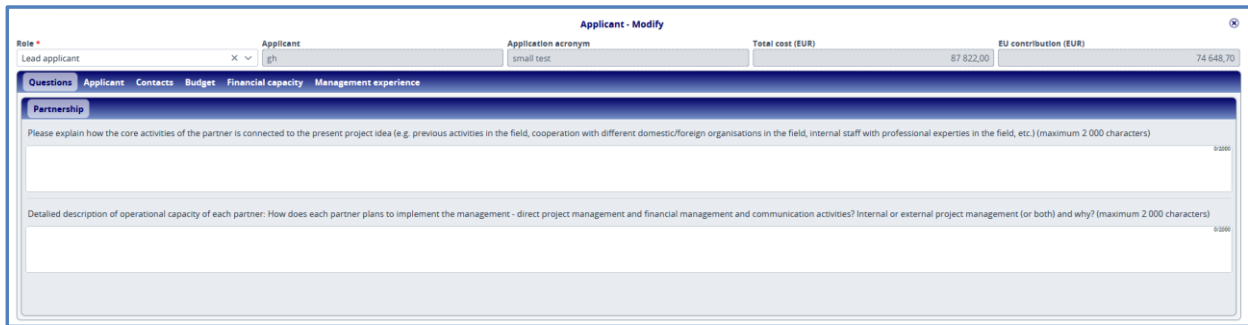 Applicant - Modify
Role * Applicant Application acronym Total cost (EUR) EU contribution (EUR)
Lead applicant gh small test 87 822,00 74 648,70
Questions Applicant Contacts Budget Financial capacity Management experience
Partnership
Please explain how the core activities of the partner is connected to the present project idea (e.g. previous activities in the field, cooperation with different domestic/foreign organisations in the field, internal staff with professional experties in the field, etc.) (maximum 2 000 characters)
0/2000
Detalied description of operational capacity of each partner: How does each partner plans to implement the management - direct project management and financial management and communication activities? Internal or external project management (or both) and why? (maximum 2 000 characters)
0/2000